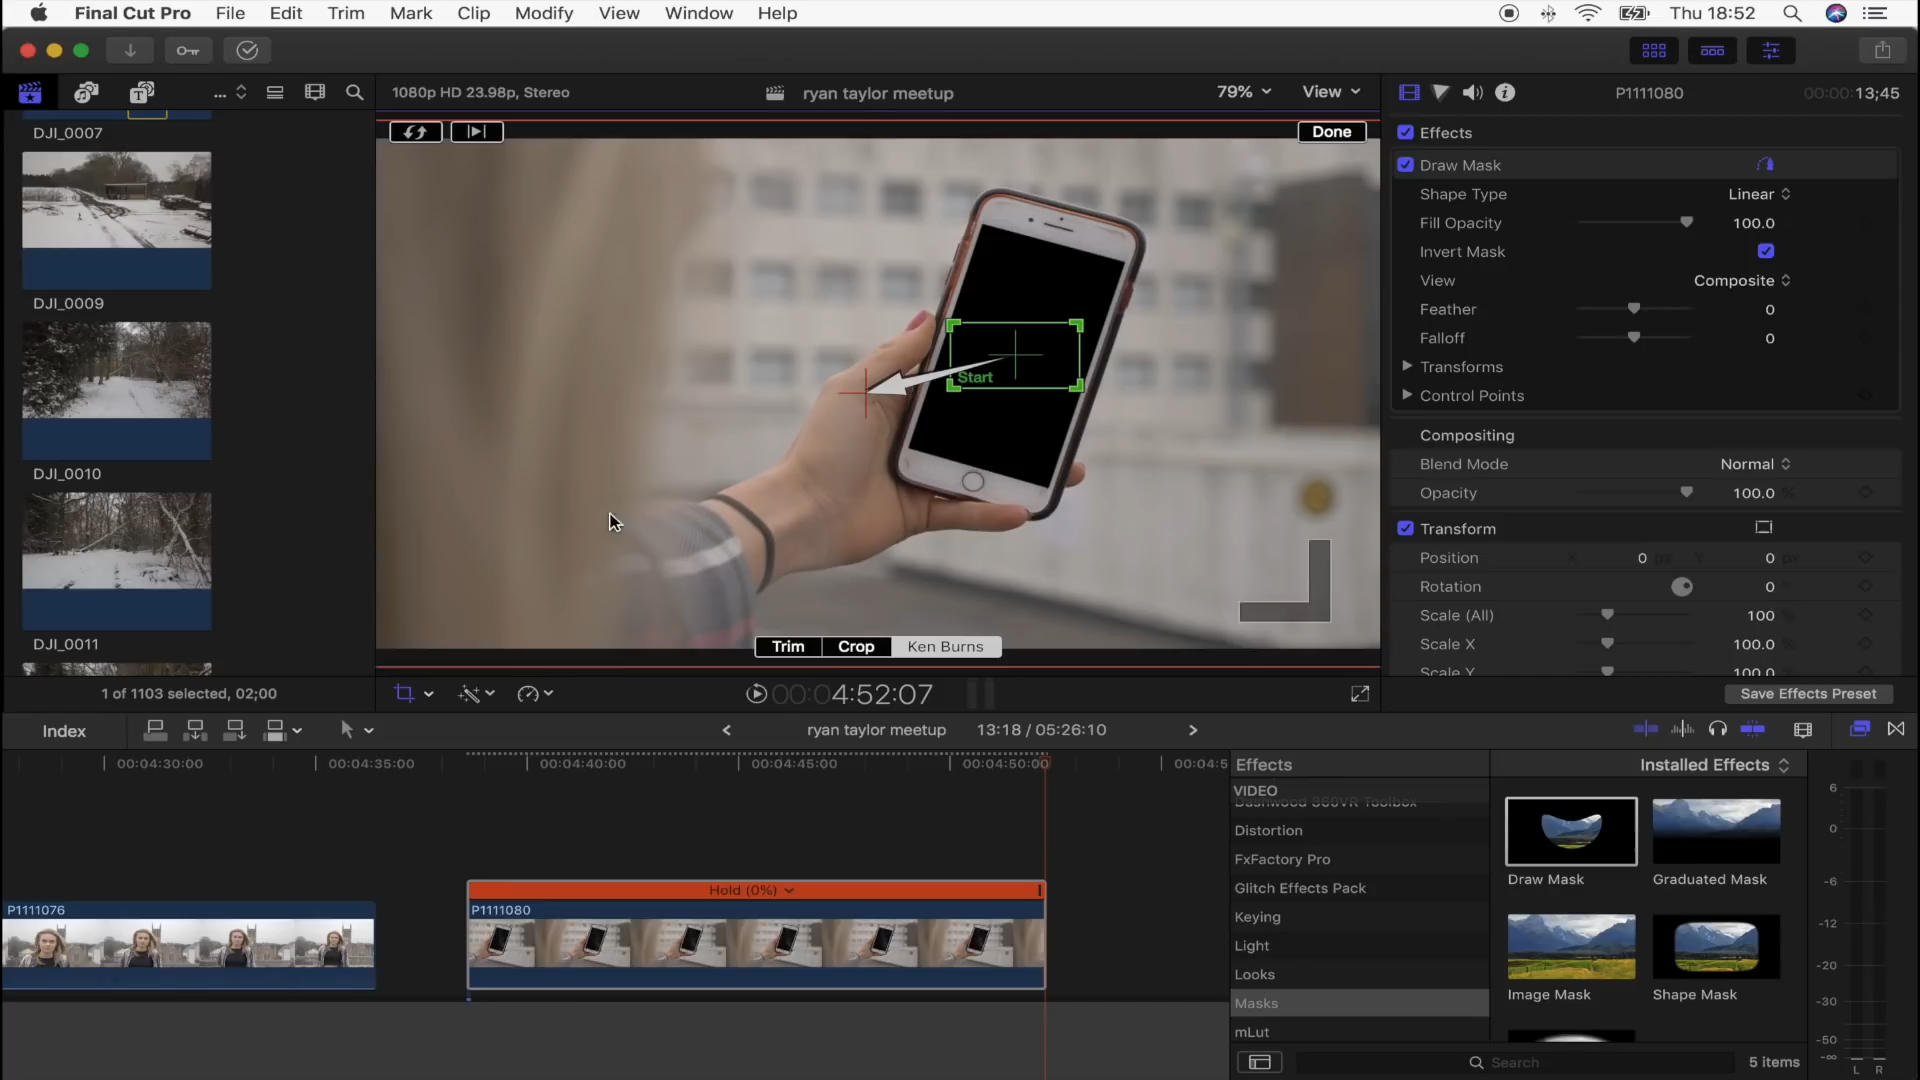 Final Cut Pro File Edit Trim Mark Clip Modify View Window Help Thu 18:52
... 1080p HD 23.98p, Stereo ryan taylor meetup 79% View P1111080 00:00:13;45
DJI_0007
DJI_0009
DJI_0010
DJI_0011
1 of 1103 selected, 02;00
Done
Start
Trim Crop Ken Burns
00:04:52:07
Effects
Draw Mask
Shape Type Linear
Fill Opacity 100.0
Invert Mask
View Composite
Feather 0
Falloff 0
Transforms
Control Points
Compositing
Blend Mode Normal
Opacity 100.0 %
Transform
Position X 0 px Y 0 px
Rotation 0 °
Scale (All) 100 %
Scale X 100.0 %
Scale Y 100.0 %
Save Effects Preset
Index ryan taylor meetup 13:18 / 05:26:10
00:04:30:00 00:04:35:00 00:04:40:00 00:04:45:00 00:04:50:00 00:04:5
Hold (0%)
P1111076
P1111080
Effects Installed Effects
VIDEO
Dashwood 360VR Toolbox
Distortion
FxFactory Pro
Glitch Effects Pack
Keying
Light
Looks
Masks
mLut
Draw Mask Graduated Mask
Image Mask Shape Mask
Search 5 items
6
0
-6
-12
-20
-30
-50
-∞
L R